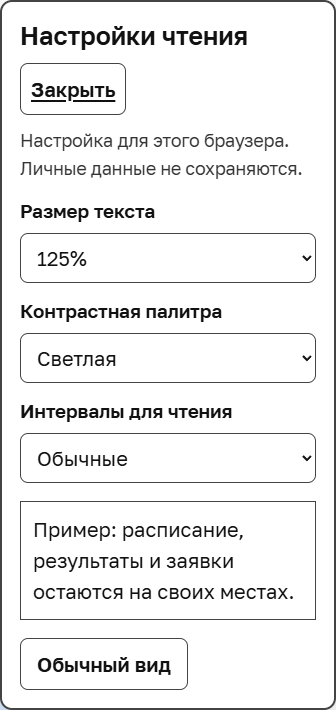 Настройки чтения
Закрыть
Настройка для этого браузера.
Личные данные не сохраняются.
Размер текста
125%
Контрастная палитра
Светлая
Интервалы для чтения
Обычные
Пример: расписание,
результаты и заявки
остаются на своих местах.
Обычный вид